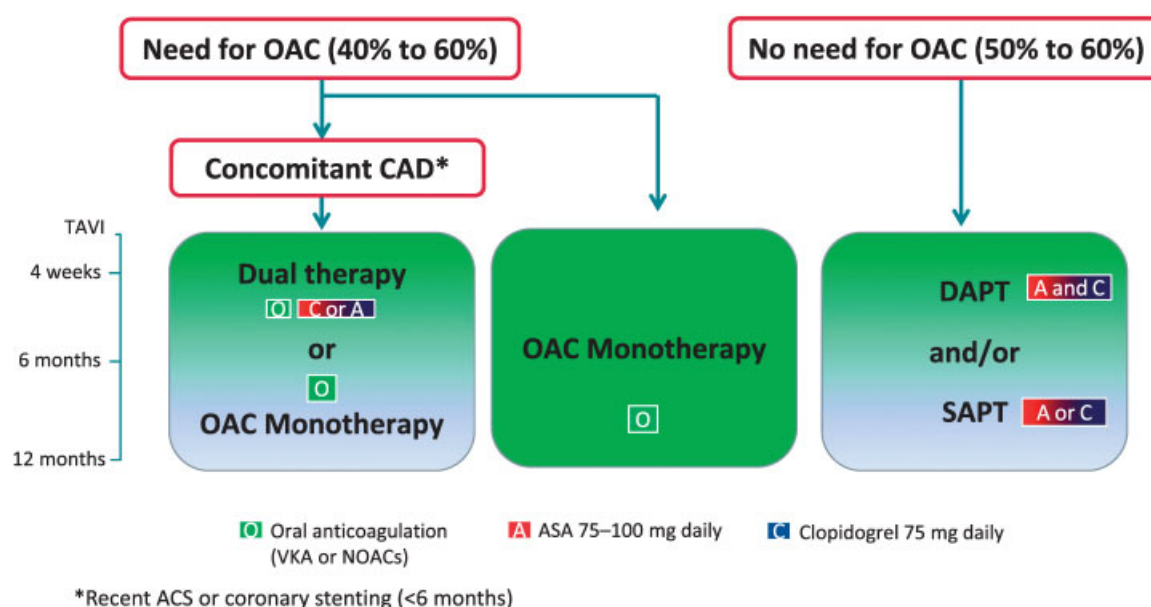 Need for OAC (40% to 60%)
No need for OAC (50% to 60%)
Concomitant CAD*
TAVI
4 weeks
6 months
12 months
Dual therapy
O C or A
or
O
OAC Monotherapy
OAC Monotherapy
O
DAPT A and C
and/or
SAPT A or C
O Oral anticoagulation
(VKA or NOACs)
A ASA 75–100 mg daily
C Clopidogrel 75 mg daily
*Recent ACS or coronary stenting (<6 months)